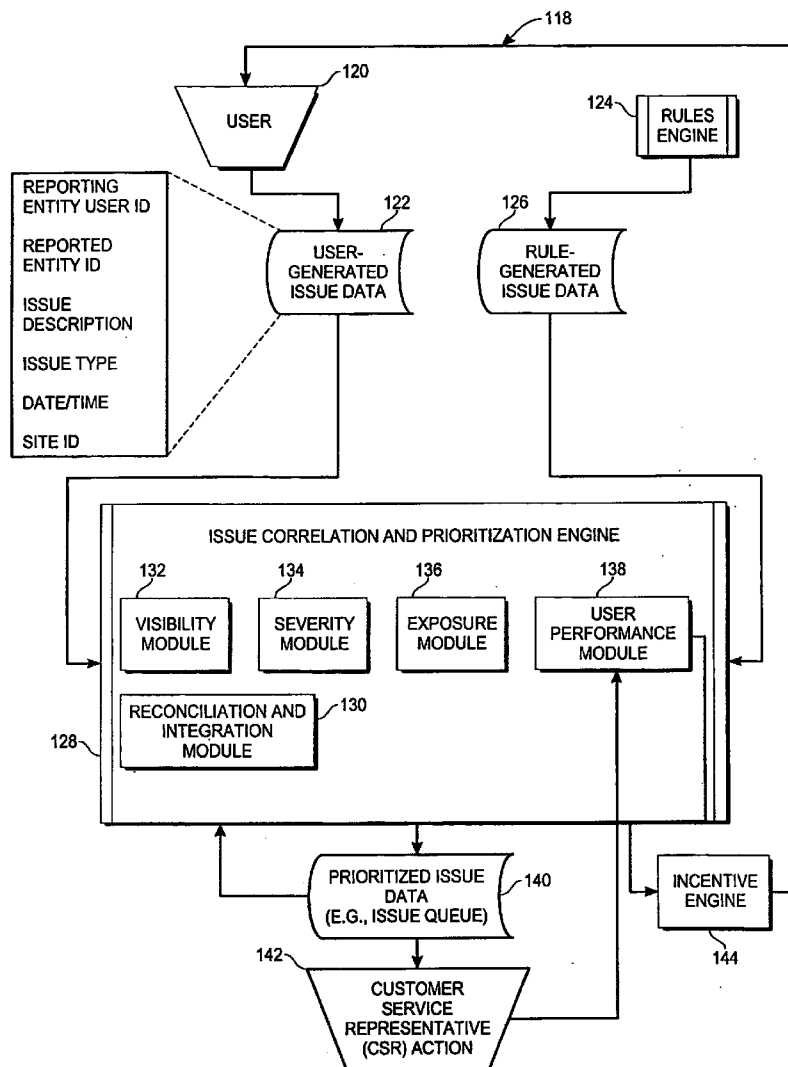 118
120
USER
124
RULES
ENGINE
REPORTING
ENTITY USER ID
REPORTED
ENTITY ID
ISSUE
DESCRIPTION
ISSUE TYPE
DATE/TIME
SITE ID
122
USER-
GENERATED
ISSUE DATA
126
RULE-
GENERATED
ISSUE DATA
ISSUE CORRELATION AND PRIORITIZATION ENGINE
132
VISIBILITY
MODULE
134
SEVERITY MODULE
136
EXPOSURE
MODULE
138
USER
PERFORMANCE
MODULE
RECONCILIATION AND
INTEGRATION
MODULE
130
128
PRIORITIZED ISSUE
DATA
(E.G., ISSUE QUEUE)
140
INCENTIVE
ENGINE
144
142
CUSTOMER
SERVICE
REPRESENTATIVE
(CSR) ACTION